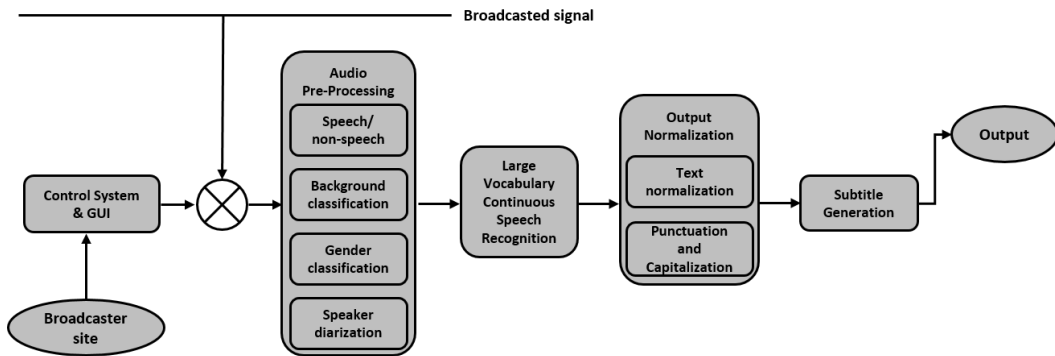 Broadcasted signal
Audio
Pre-Processing
Speech/
non-speech
Background
classification
Gender
classification
Speaker
diarization
Control System
& GUI
Broadcaster
site
Large
Vocabulary
Continuous
Speech
Recognition
Output
Normalization
Text
normalization
Punctuation
and
Capitalization
Subtitle
Generation
Output